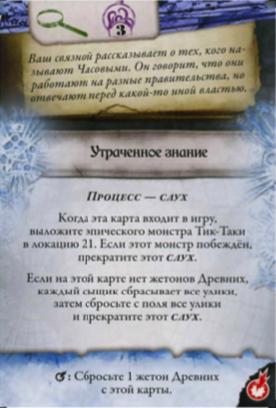 3
Ваш связной рассказывает о тех, кого на-
зывают Часовыми. Он говорит, что они
работают на разные правительства, но
отвечают перед какой-то иной властью.
Утраченное знание
Процесс — слух
Когда эта карта входит в игру,
выложите эпического монстра Тик-Таки
в локацию 21. Если этот монстр побеждён,
прекратите этот слух.
Если на этой карте нет жетонов Древних,
каждый сыщик сбрасывает все улики,
затем сбросьте с поля все улики
и прекратите этот слух.
: Сбросьте 1 жетон Древних
с этой карты.